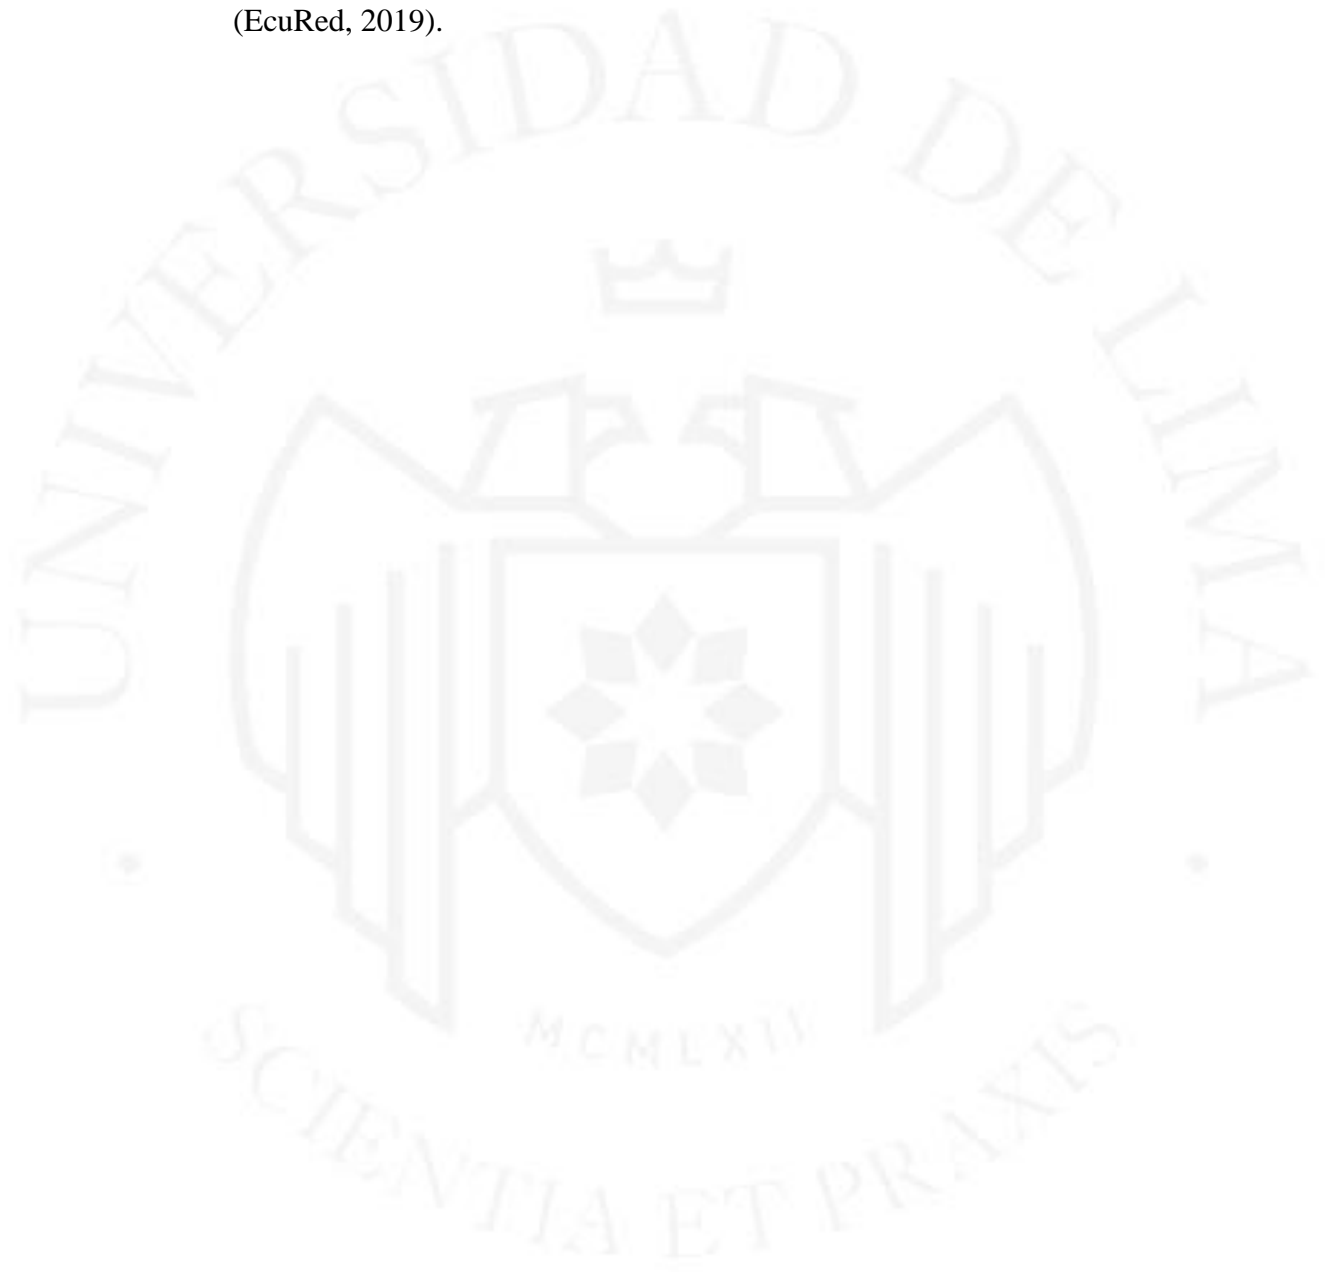 (EcuRed, 2019).
UNIVERSIDAD DE LIMA
MCMLXII
SCIENTIA ET PRAXIS